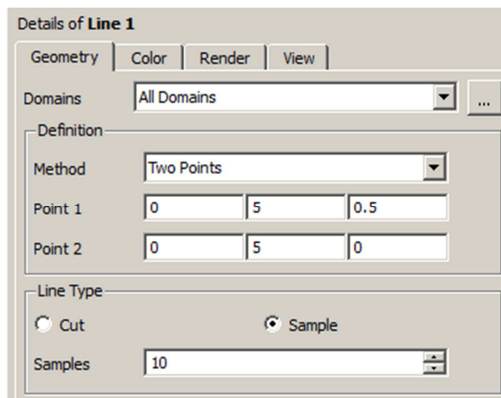 Details of Line 1
Geometry Color Render View
Domains All Domains ...
Definition
Method Two Points
Point 1 0 5 0.5
Point 2 0 5 0
Line Type
Cut Sample
Samples 10